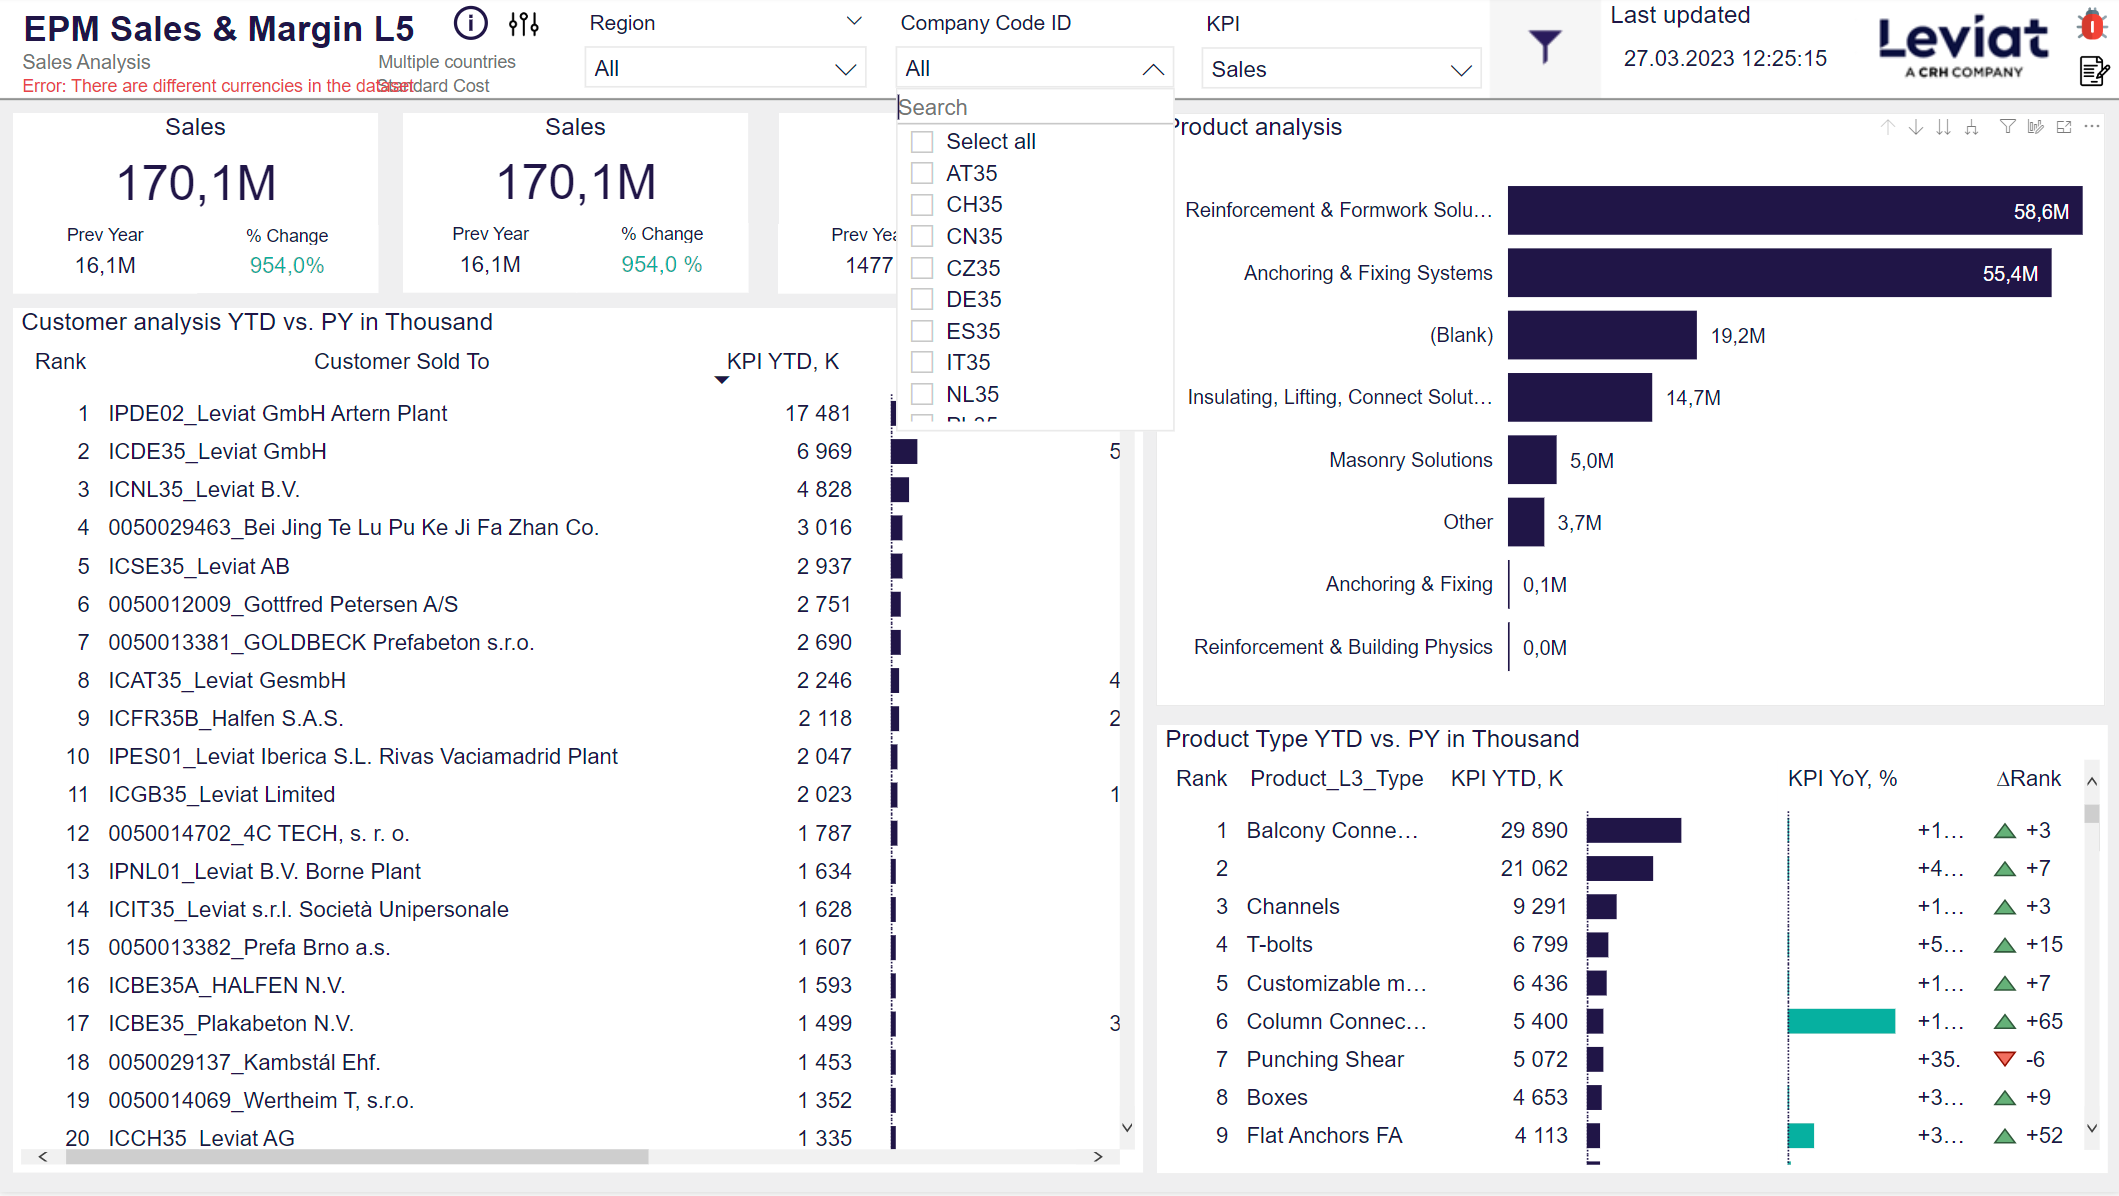 EPM Sales & Margin L5
Sales Analysis
Multiple countries
Error: There are different currencies in the dataset
Standard Cost
Region
All
Company Code ID
All
KPI
Sales
Last updated
27.03.2023 12:25:15
Leviat
A CRH COMPANY
Search
Select all
AT35
CH35
CN35
CZ35
DE35
ES35
IT35
NL35
Sales
170,1M
Prev Year
% Change
16,1M
954,0%
Sales
170,1M
Prev Year
% Change
16,1M
954,0 %
Prev Yea
1477
Customer analysis YTD vs. PY in Thousand
Rank Customer Sold To KPI YTD, K
1 IPDE02_Leviat GmbH Artern Plant 17 481
2 ICDE35_Leviat GmbH 6 969 5
3 ICNL35_Leviat B.V. 4 828
4 0050029463_Bei Jing Te Lu Pu Ke Ji Fa Zhan Co. 3 016
5 ICSE35_Leviat AB 2 937
6 0050012009_Gottfred Petersen A/S 2 751
7 0050013381_GOLDBECK Prefabeton s.r.o. 2 690
8 ICAT35_Leviat GesmbH 2 246 4
9 ICFR35B_Halfen S.A.S. 2 118 2
10 IPES01_Leviat Iberica S.L. Rivas Vaciamadrid Plant 2 047
11 ICGB35_Leviat Limited 2 023 1
12 0050014702_4C TECH, s. r. o. 1 787
13 IPNL01_Leviat B.V. Borne Plant 1 634
14 ICIT35_Leviat s.r.l. Società Unipersonale 1 628
15 0050013382_Prefa Brno a.s. 1 607
16 ICBE35A_HALFEN N.V. 1 593
17 ICBE35_Plakabeton N.V. 1 499 3
18 0050029137_Kambstál Ehf. 1 453
19 0050014069_Wertheim T, s.r.o. 1 352
20 ICCH35_Leviat AG 1 335
Product analysis
Reinforcement & Formwork Solu… 58,6M
Anchoring & Fixing Systems 55,4M
(Blank) 19,2M
Insulating, Lifting, Connect Solut… 14,7M
Masonry Solutions 5,0M
Other 3,7M
Anchoring & Fixing 0,1M
Reinforcement & Building Physics 0,0M
Product Type YTD vs. PY in Thousand
Rank Product_L3_Type KPI YTD, K KPI YoY, % ∆Rank
1 Balcony Conne… 29 890 +1… +3
2 21 062 +4… +7
3 Channels 9 291 +1… +3
4 T-bolts 6 799 +5… +15
5 Customizable m… 6 436 +1… +7
6 Column Connec… 5 400 +1… +65
7 Punching Shear 5 072 +35. -6
8 Boxes 4 653 +3… +9
9 Flat Anchors FA 4 113 +3… +52